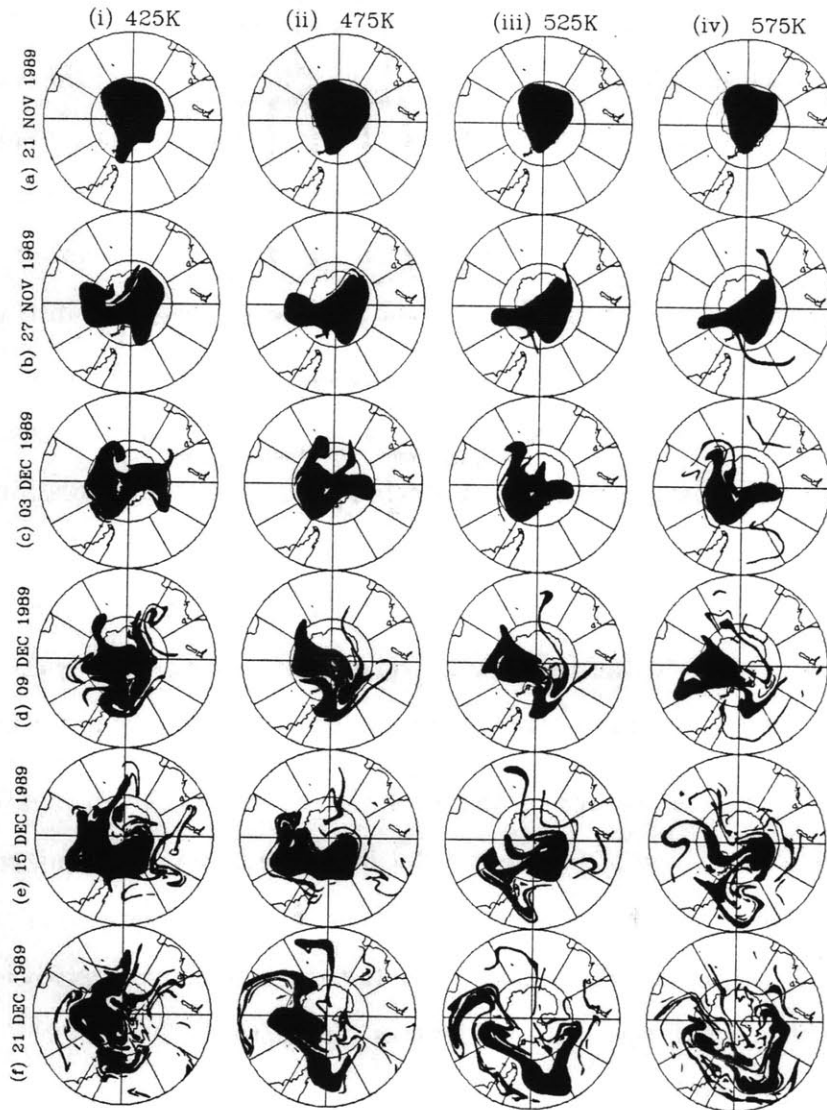 (i) 425K (ii) 475K (iii) 525K (iv) 575K
(a) 21 NOV 1989
(b) 27 NOV 1989
(c) 03 DEC 1989
(d) 09 DEC 1989
(e) 15 DEC 1989
(f) 21 DEC 1989